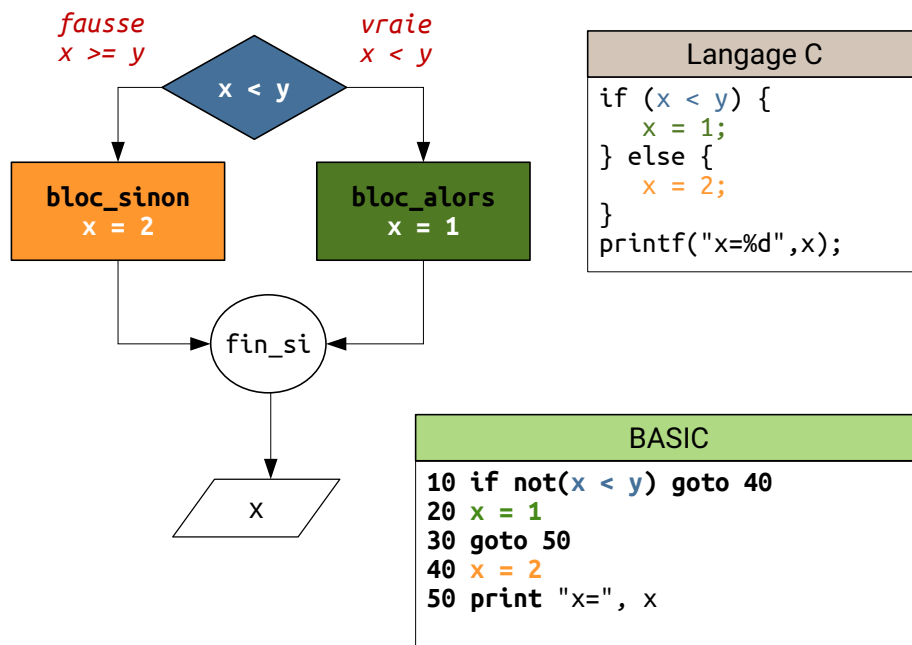 fausse
x >= y
vraie
x < y
x < y
bloc_sinon
x = 2
bloc_alors
x = 1
fin_si
x
Langage C
if (x < y) {
x = 1;
} else {
x = 2;
}
printf("x=%d",x);
BASIC
10 if not(x < y) goto 40
20 x = 1
30 goto 50
40 x = 2
50 print "x=", x